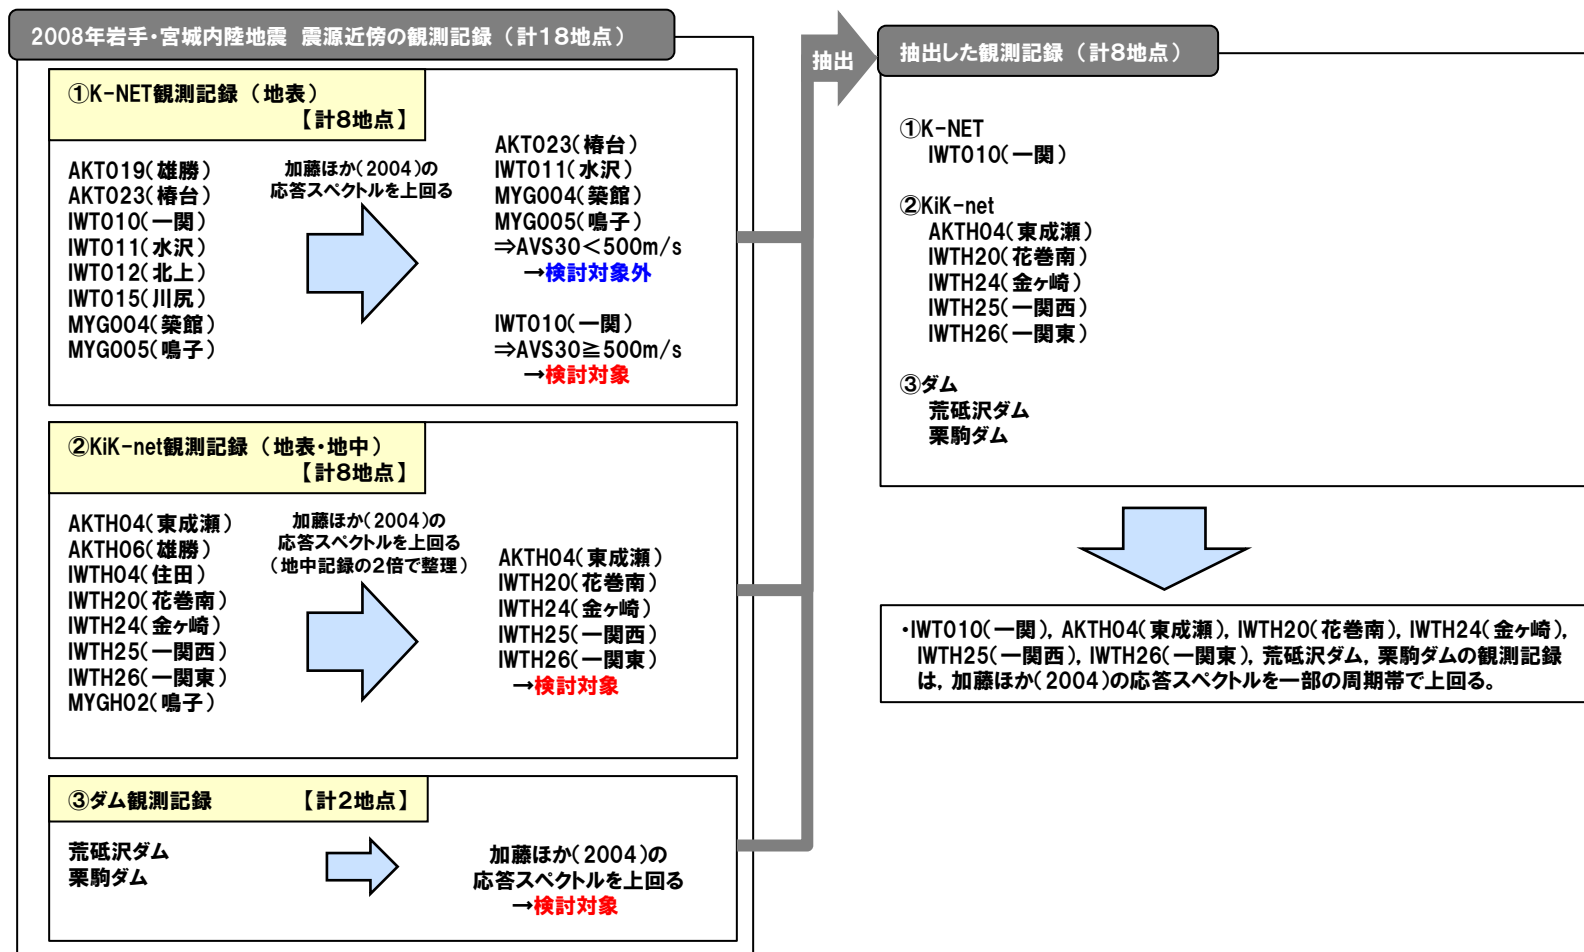 2008年岩手・宮城内陸地震 震源近傍の観測記録（計18地点）
①K-NET観測記録（地表）
【計8地点】
AKT019(雄勝)
AKT023(椿台)
IWT010(一関)
IWT011(水沢)
IWT012(北上)
IWT015(川尻)
MYG004(築館)
MYG005(鳴子)
加藤ほか(2004)の
応答スペクトルを上回る
AKT023(椿台)
IWT011(水沢)
MYG004(築館)
MYG005(鳴子)
⇒AVS30＜500m/s
→検討対象外
IWT010(一関)
⇒AVS30≧500m/s
→検討対象
②KiK-net観測記録（地表・地中）
【計8地点】
AKTH04(東成瀬)
AKTH06(雄勝)
IWTH04(住田)
IWTH20(花巻南)
IWTH24(金ヶ崎)
IWTH25(一関西)
IWTH26(一関東)
MYGH02(鳴子)
加藤ほか(2004)の
応答スペクトルを上回る
（地中記録の2倍で整理）
AKTH04(東成瀬)
IWTH20(花巻南)
IWTH24(金ヶ崎)
IWTH25(一関西)
IWTH26(一関東)
→検討対象
③ダム観測記録 【計2地点】
荒砥沢ダム
栗駒ダム
加藤ほか(2004)の
応答スペクトルを上回る
→検討対象
抽出
抽出した観測記録（計8地点）
①K-NET
IWT010(一関)
②KiK-net
AKTH04(東成瀬)
IWTH20(花巻南)
IWTH24(金ヶ崎)
IWTH25(一関西)
IWTH26(一関東)
③ダム
荒砥沢ダム
栗駒ダム
・IWT010(一関)，AKTH04(東成瀬)，IWTH20(花巻南)，IWTH24(金ヶ崎)，
IWTH25(一関西)，IWTH26(一関東)，荒砥沢ダム，栗駒ダムの観測記録
は，加藤ほか(2004)の応答スペクトルを一部の周期帯で上回る。